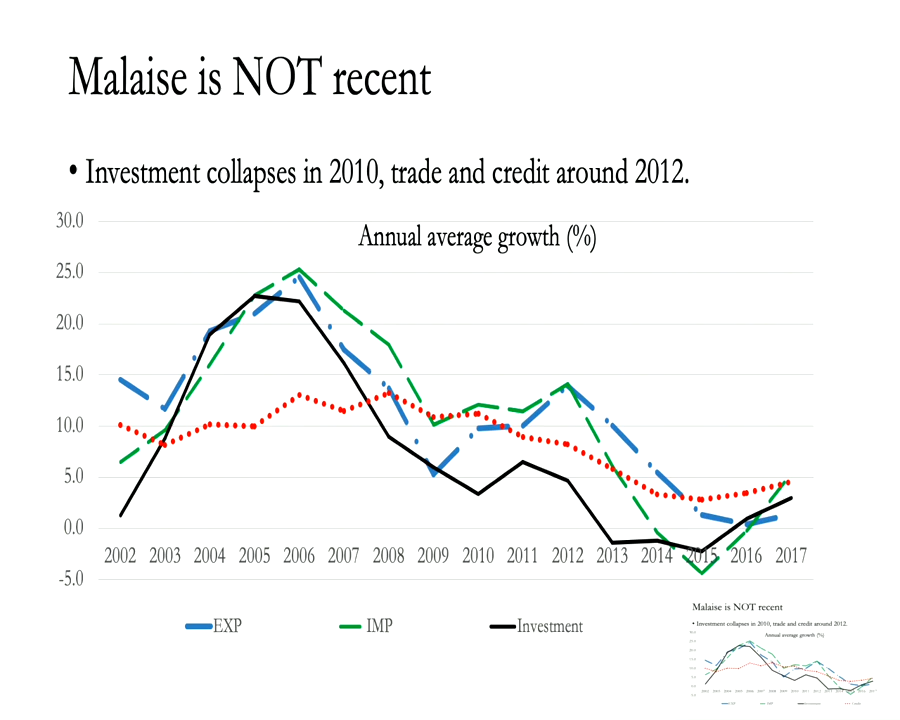 Malaise is NOT recent
• Investment collapses in 2010, trade and credit around 2012.
Annual average growth (%)
30.0
25.0
20.0
15.0
10.0
5.0
0.0
-5.0
2002 2003 2004 2005 2006 2007 2008 2009 2010 2011 2012 2013 2014 2015 2016 2017
EXP IMP Investment
Malaise is NOT recent
• Investment collapses in 2010, trade and credit around 2012.
Annual average growth (%)